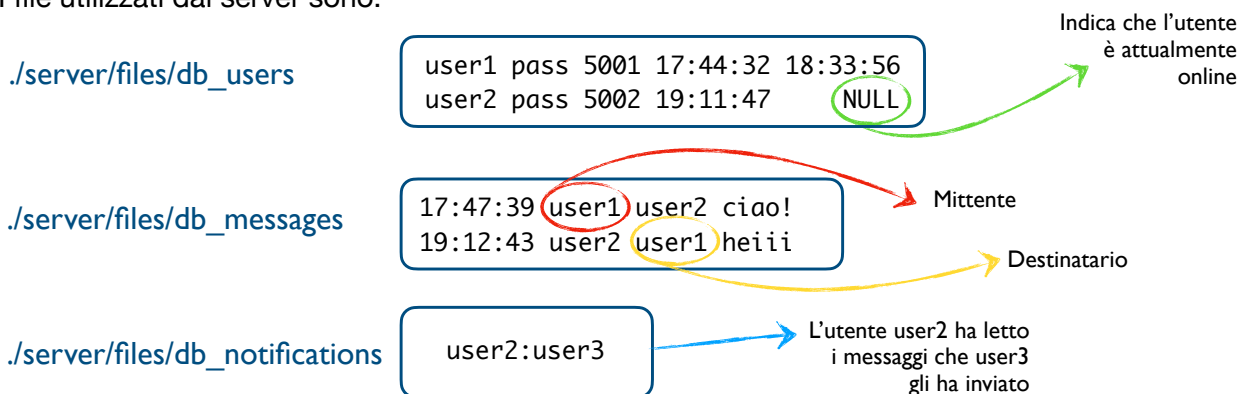 I file utilizzati dal server sono:
Indica che l'utente
è attualmente
online
./server/files/db_users
user1 pass 5001 17:44:32 18:33:56
user2 pass 5002 19:11:47 NULL
./server/files/db_messages
17:47:39 user1 user2 ciao!
19:12:43 user2 user1 heiii
Mittente
Destinatario
./server/files/db_notifications
user2:user3
L'utente user2 ha letto
i messaggi che user3
gli ha inviato